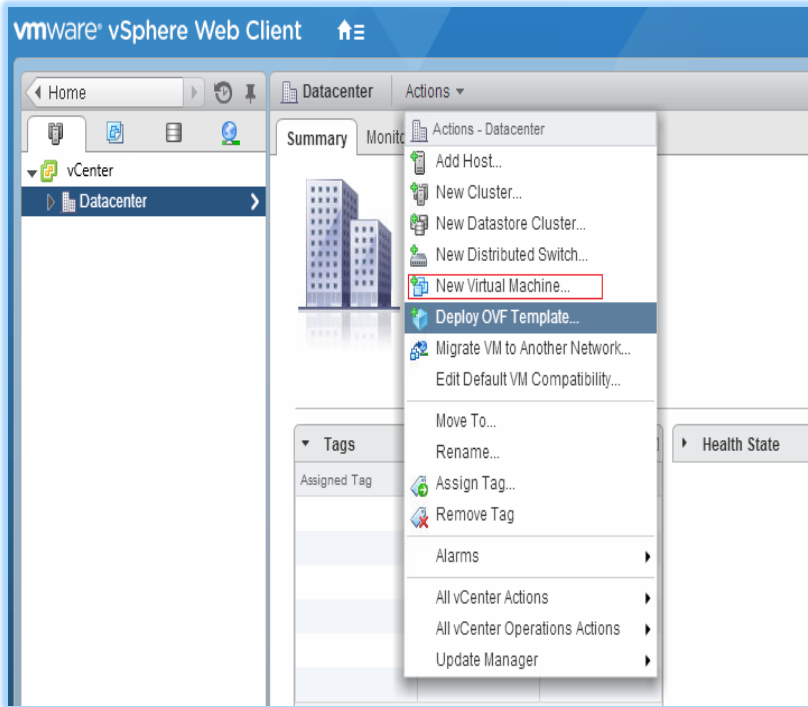 vmware® vSphere Web Client
Home
Datacenter Actions
Summary
vCenter
Datacenter
Actions - Datacenter
Add Host...
New Cluster...
New Datastore Cluster...
New Distributed Switch...
New Virtual Machine...
Deploy OVF Template...
Migrate VM to Another Network...
Edit Default VM Compatibility...
Move To...
Rename...
Assign Tag...
Remove Tag
Alarms
All vCenter Actions
All vCenter Operations Actions
Update Manager
Tags
Assigned Tag
Health State